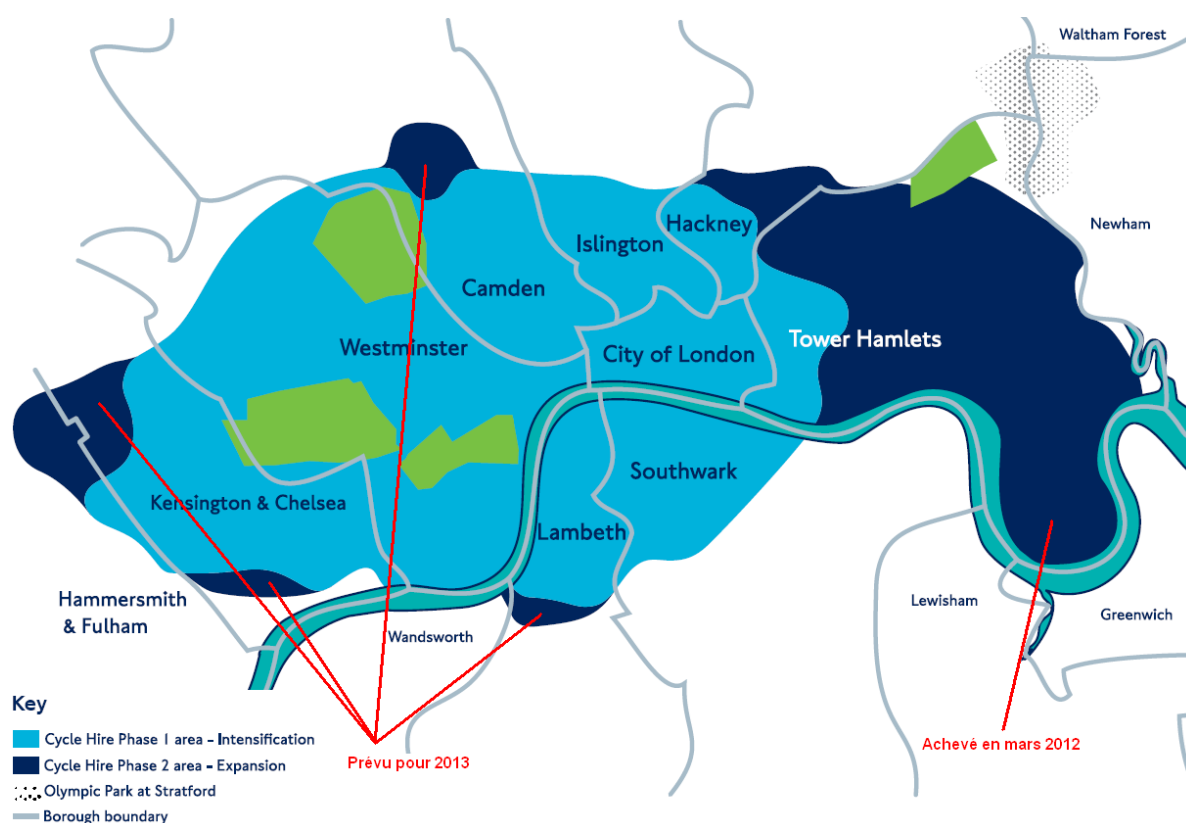 Waltham Forest
Newham
Hackney
Islington
Camden
Westminster
City of London
Tower Hamlets
Southwark
Kensington & Chelsea
Lambeth
Hammersmith
& Fulham
Wandsworth
Lewisham
Greenwich
Key
Cycle Hire Phase 1 area - Intensification
Cycle Hire Phase 2 area - Expansion
Olympic Park at Stratford
Borough boundary
Prévu pour 2013
Achevé en mars 2012